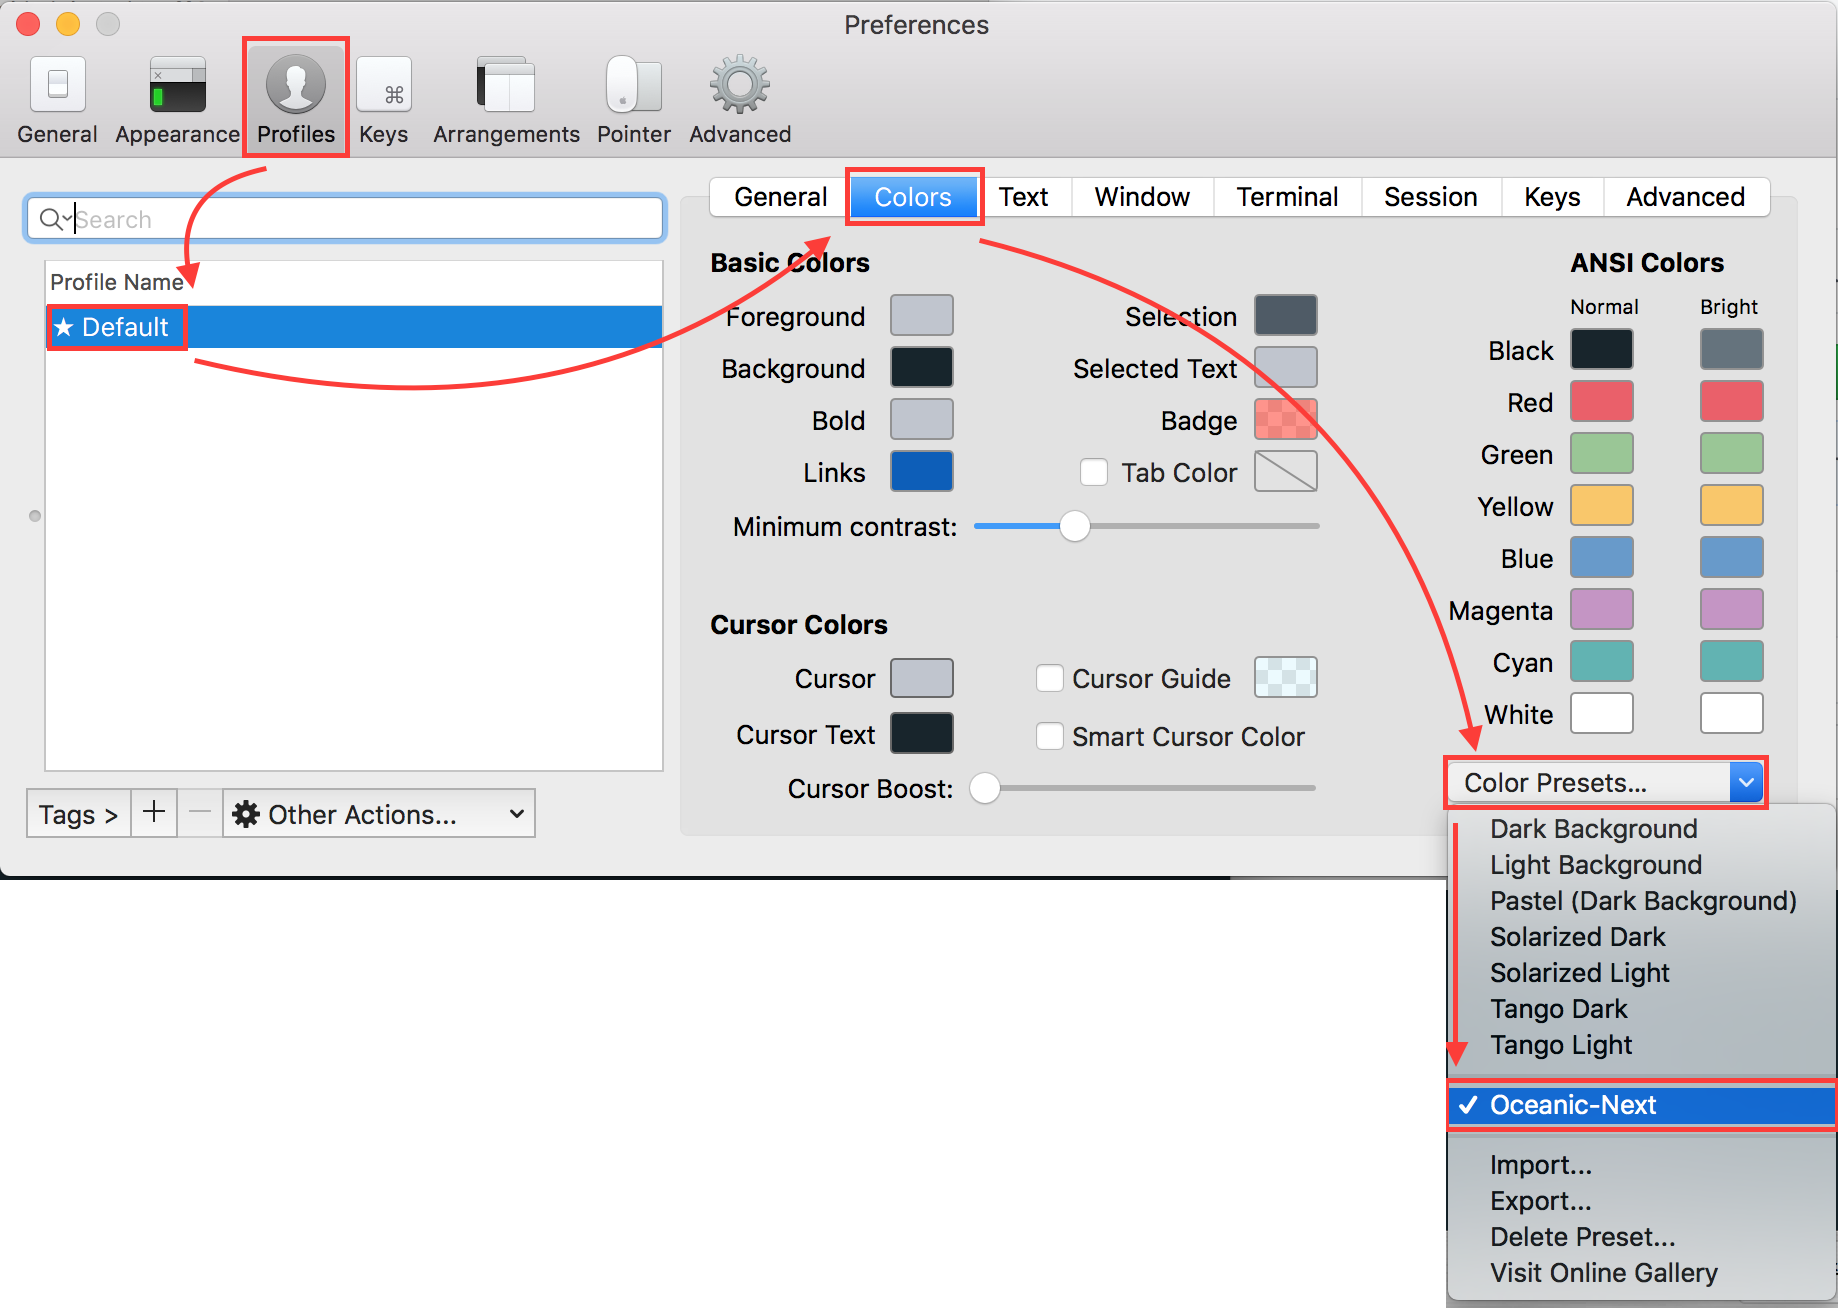 Preferences
General Appearance Profiles Keys Arrangements Pointer Advanced
Search
Profile Name
★ Default
Tags > + − Other Actions...
General Colors Text Window Terminal Session Keys Advanced
Basic Colors
Foreground Selection
Background Selected Text
Bold Badge
Links Tab Color
Minimum contrast:
Cursor Colors
Cursor Cursor Guide
Cursor Text Smart Cursor Color
Cursor Boost:
ANSI Colors
Normal Bright
Black
Red
Green
Yellow
Blue
Magenta
Cyan
White
Color Presets...
Dark Background
Light Background
Pastel (Dark Background)
Solarized Dark
Solarized Light
Tango Dark
Tango Light
✓ Oceanic-Next
Import...
Export...
Delete Preset...
Visit Online Gallery